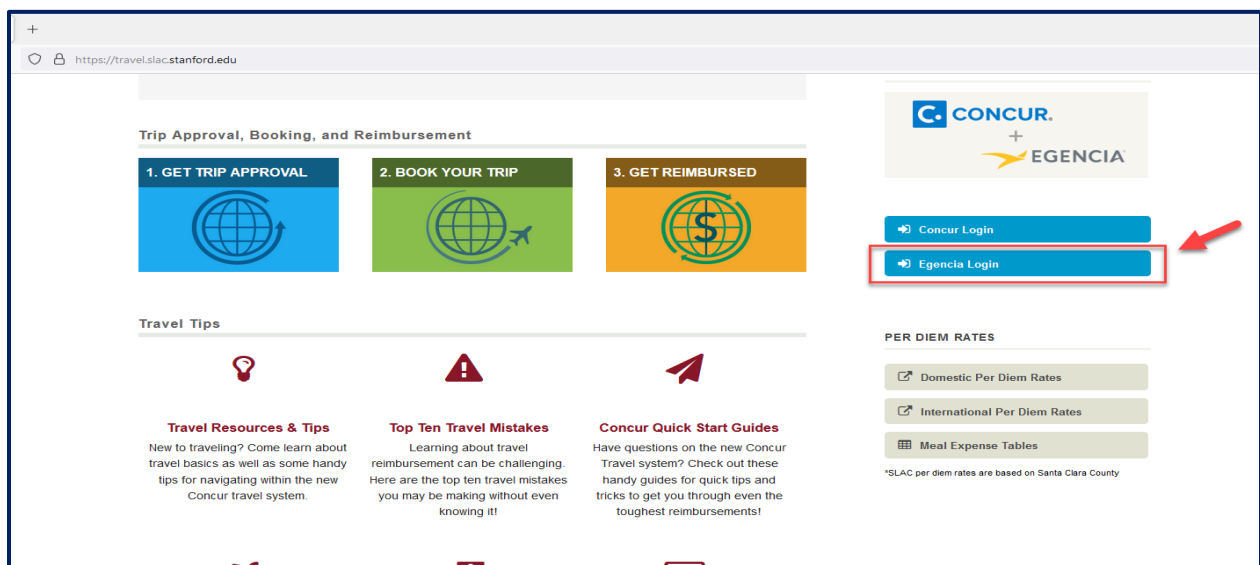 +
https://travel.slac.stanford.edu
Trip Approval, Booking, and Reimbursement
1. GET TRIP APPROVAL
2. BOOK YOUR TRIP
3. GET REIMBURSED
$
Travel Tips
Travel Resources & Tips
New to traveling? Come learn about
travel basics as well as some handy
tips for navigating within the new
Concur travel system.
Top Ten Travel Mistakes
Learning about travel
reimbursement can be challenging.
Here are the top ten travel mistakes
you may be making without even
knowing it!
Concur Quick Start Guides
Have questions on the new Concur
Travel system? Check out these
handy guides for quick tips and
tricks to get you through even the
toughest reimbursements!
C. CONCUR.
+
EGENCIA
Concur Login
Egencia Login
PER DIEM RATES
Domestic Per Diem Rates
International Per Diem Rates
Meal Expense Tables
*SLAC per diem rates are based on Santa Clara County